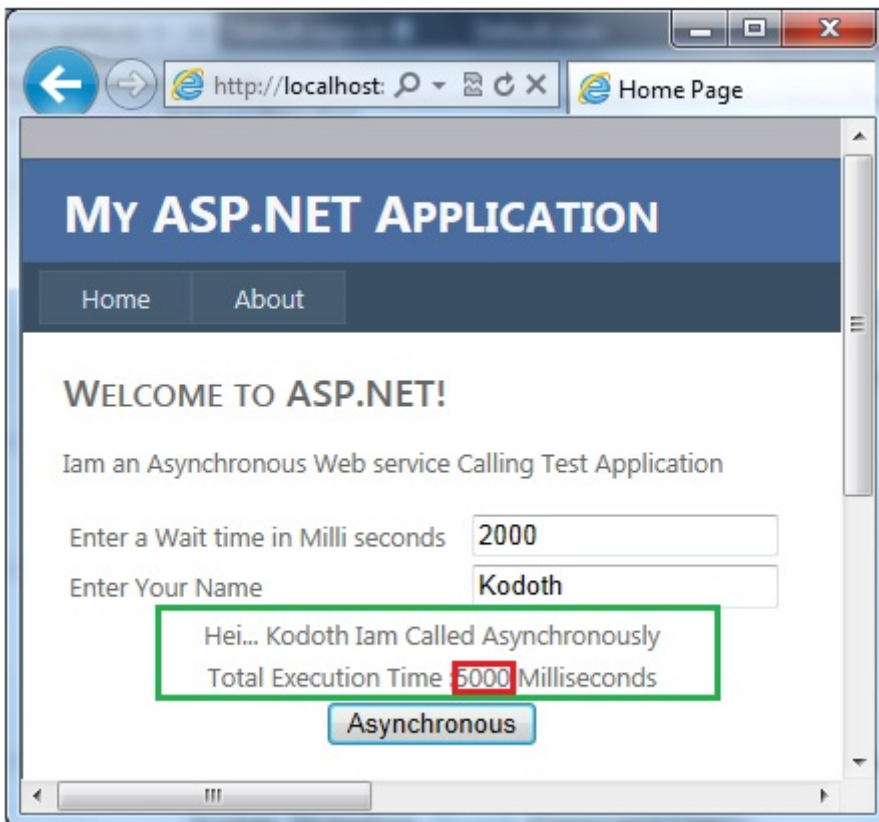 http://localhost:
Home Page
MY ASP.NET APPLICATION
Home
About
WELCOME TO ASP.NET!
Iam an Asynchronous Web service Calling Test Application
Enter a Wait time in Milli seconds 2000
Enter Your Name Kodoth
Hei... Kodoth Iam Called Asynchronously
Total Execution Time :5000 Milliseconds
Asynchronous